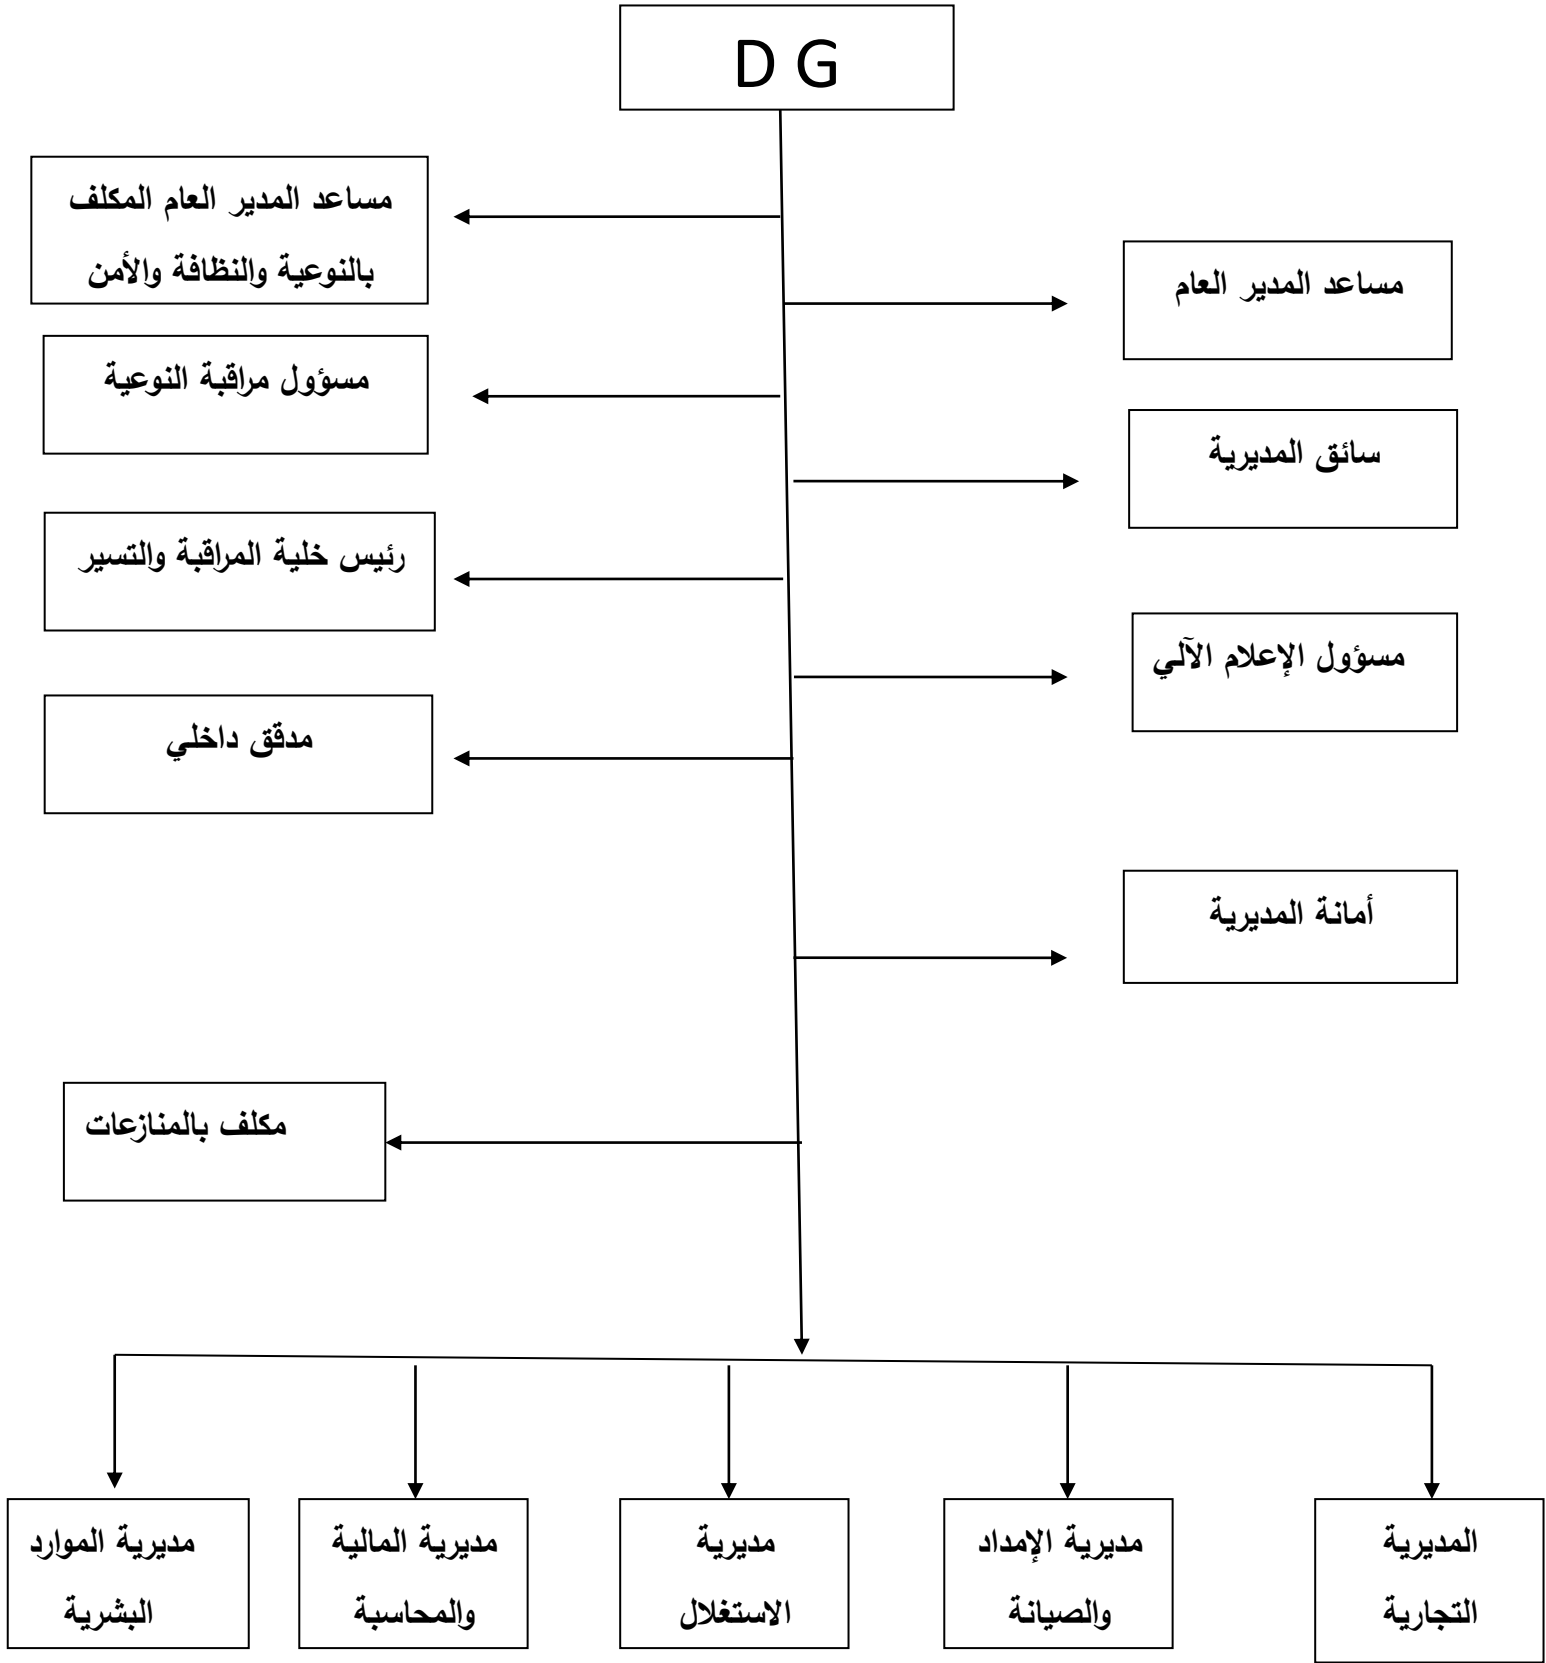 D G
مساعد المدير العام المكلف
بالنوعية والنظافة والأمن
مساعد المدير العام
مسؤول مراقبة النوعية
سائق المديرية
رئيس خلية المراقبة والتسير
مسؤول الإعلام الآلي
مدقق داخلي
أمانة المديرية
مكلف بالمنازعات
المديرية
التجارية
مديرية الإمداد
والصيانة
مديرية
الاستغلال
مديرية المالية
والمحاسبة
مديرية الموارد
البشرية